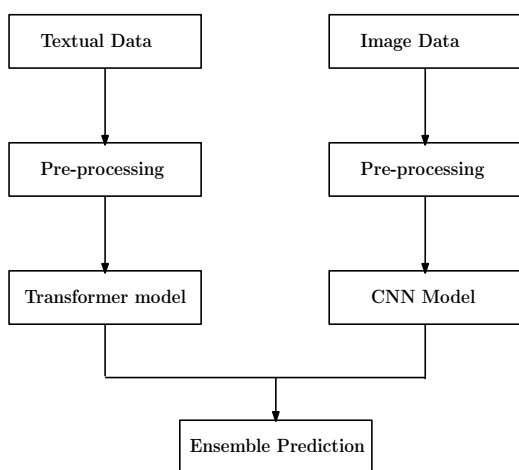 Textual Data
Image Data
Pre-processing
Pre-processing
Transformer model
CNN Model
Ensemble Prediction